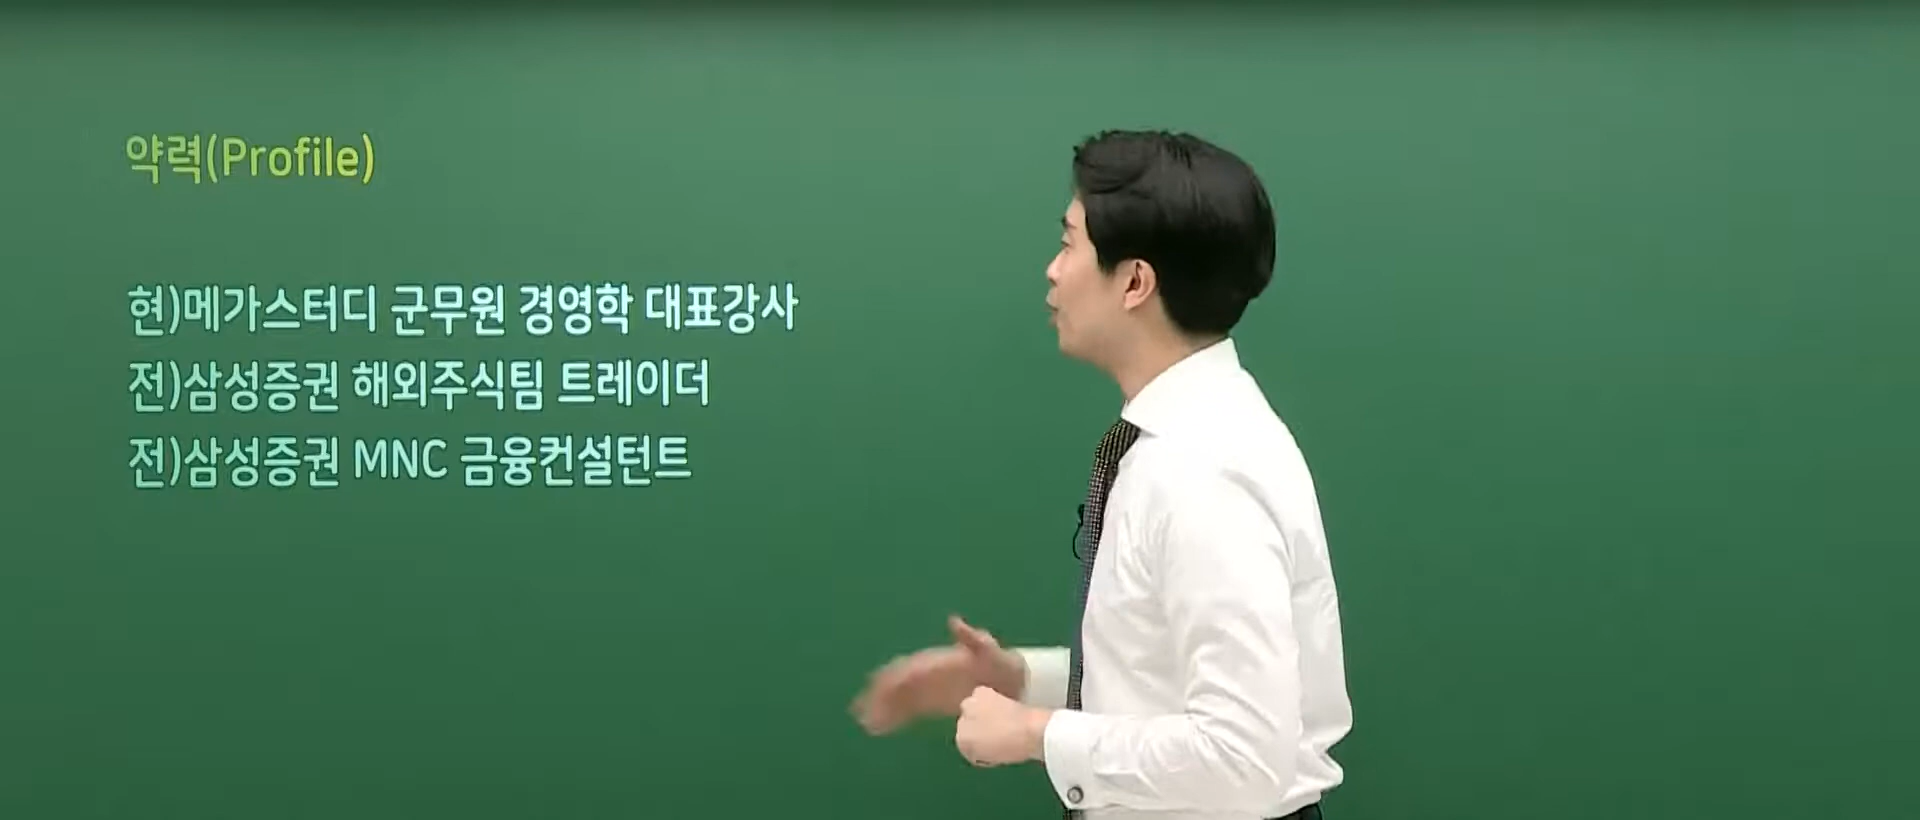 약력(Profile)
현)메가스터디 군무원 경영학 대표강사
전)삼성증권 해외주식팀 트레이더
전)삼성증권 MNC 금융컨설턴트